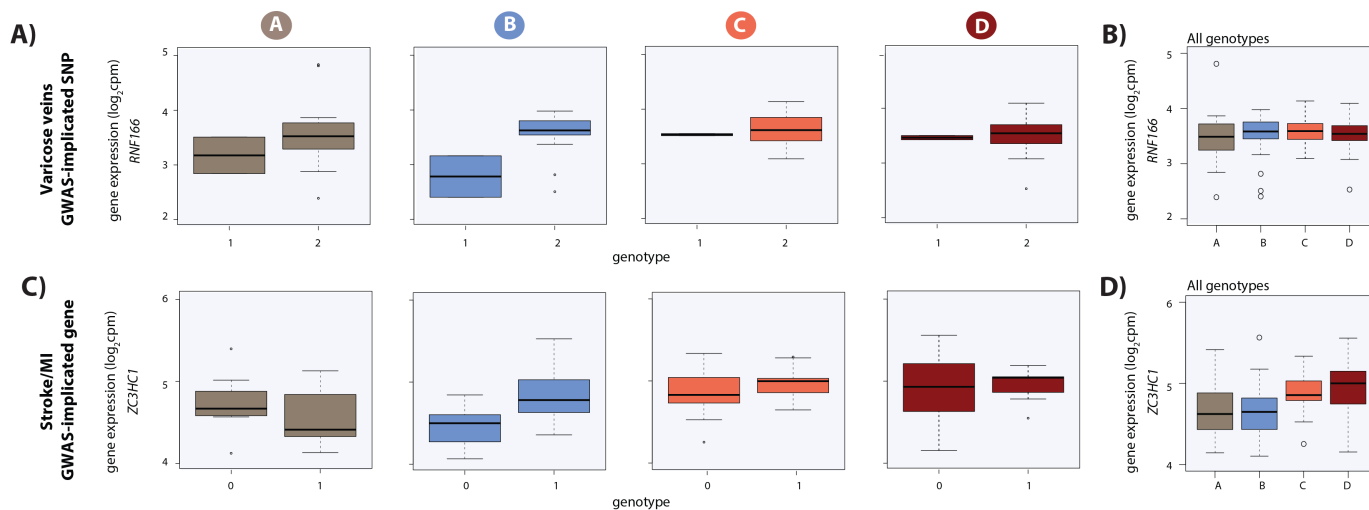 A)
Varicose veins
GWAS-implicated SNP
gene expression (log2cpm)
RNF166
5
4
3
2
A
B
C
D
1
2
1
2
1
2
1
2
genotype
B)
All genotypes
gene expression (log2cpm)
RNF166
5
4
3
2
A
B
C
D
C)
Stroke/MI
GWAS-implicated gene
gene expression (log2cpm)
ZC3HC1
6
5
4
0
1
0
1
0
1
0
1
genotype
D)
All genotypes
gene expression (log2cpm)
ZC3HC1
6
5
4
A
B
C
D